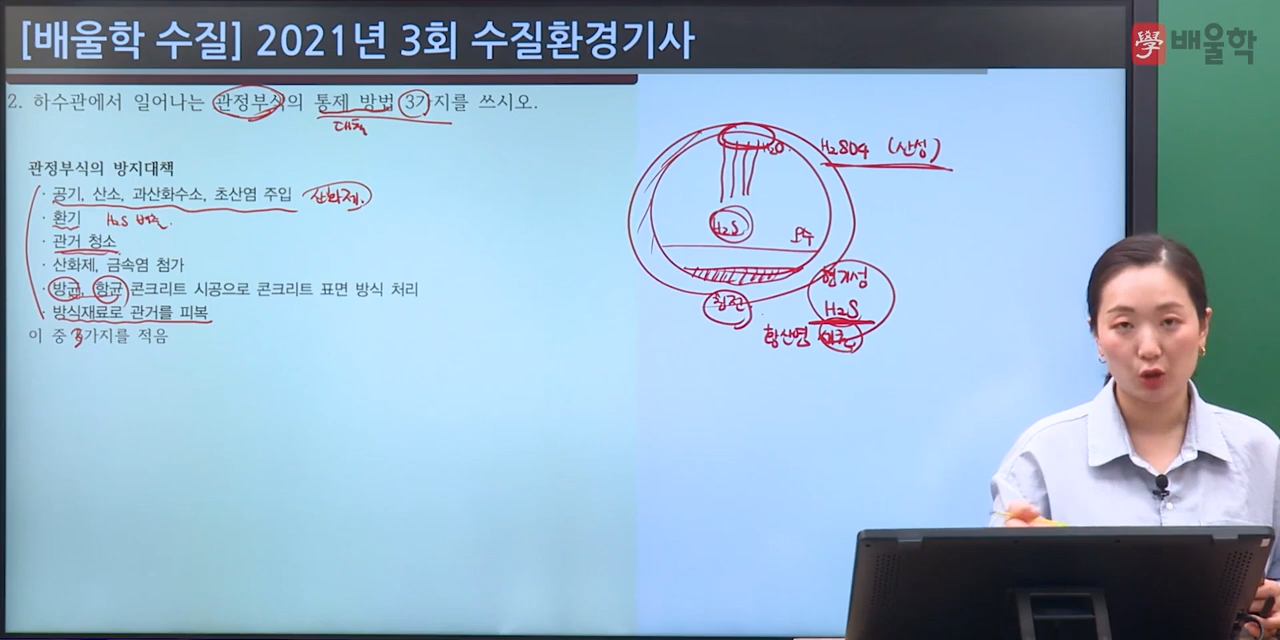 [배울학 수질] 2021년 3회 수질환경기사
學 배울학
2. 하수관에서 일어나는 관정부식의 통제 방법 3가지를 쓰시오.
대책
관정부식의 방지대책
· 공기, 산소, 과산화수소, 초산염 주입 산화제.
· 환기 H₂S 배출.
· 관거 청소
· 산화제, 금속염 첨가
· 방균, 항균 콘크리트 시공으로 콘크리트 표면 방식 처리
· 방식재료로 관거를 피복
이 중 3가지를 적음
H₂O. H₂SO4 (산성)
H₂S
오수
침전 혐기성
H₂S
황산염